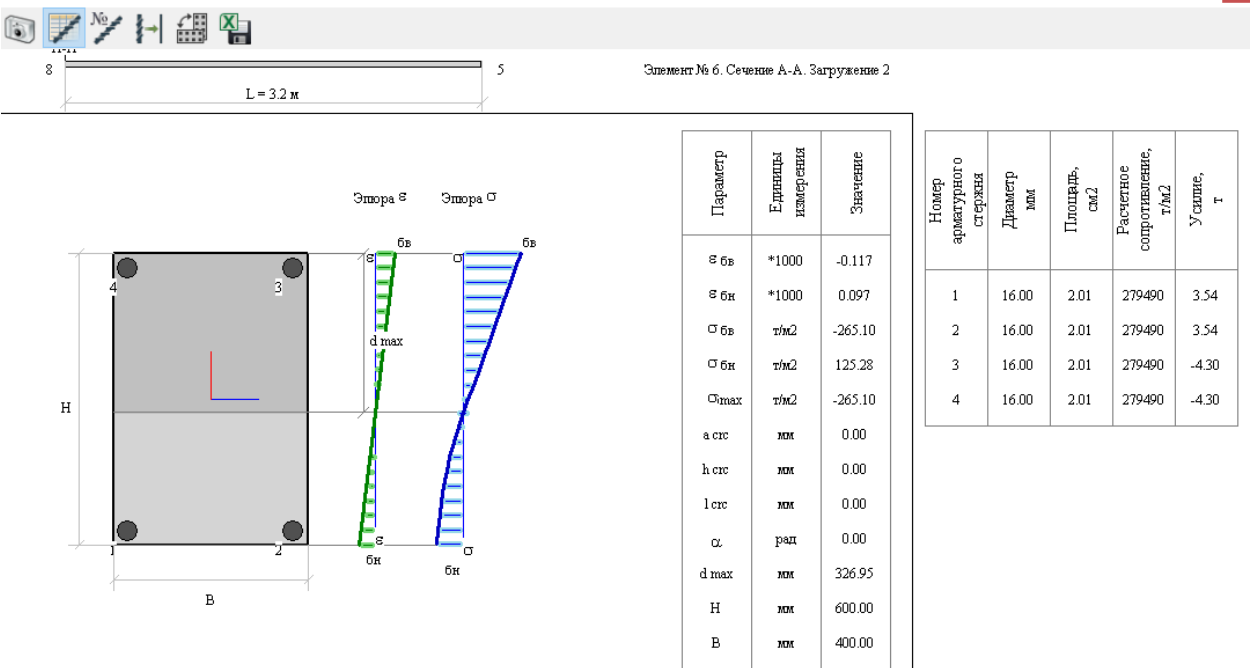 №
8
5
Элемент № 6. Сечение А-А. Загружение 2
L = 3.2 м
Эпюра ε
Эпюра σ
бв
бв
ε
σ
4
3
d max
H
1
2
ε
σ
бн
бн
B
Параметр
Единицы измерения
Значение
ε бв *1000 -0.117
ε бн *1000 0.097
σ бв т/м2 -265.10
σ бн т/м2 125.28
σmax т/м2 -265.10
a crc мм 0.00
h crc мм 0.00
l crc мм 0.00
α рад 0.00
d max мм 326.95
H мм 600.00
B мм 400.00
Номер арматурного стержня
Диаметр мм
Площадь, см2
Расчетное сопротивление, т/м2
Усилие, т
1 16.00 2.01 279490 3.54
2 16.00 2.01 279490 3.54
3 16.00 2.01 279490 -4.30
4 16.00 2.01 279490 -4.30